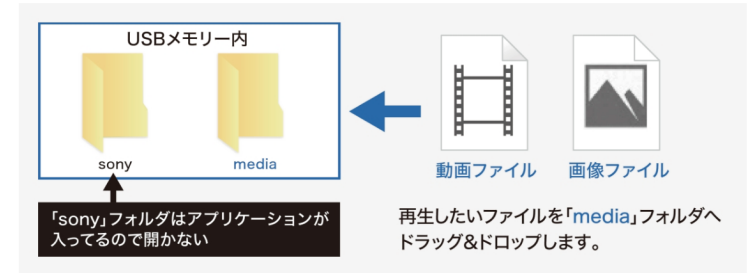 USBメモリー内
sony
media
「sony」フォルダはアプリケーションが
入ってるので開かない
動画ファイル
画像ファイル
再生したいファイルを「media」フォルダへ
ドラッグ&ドロップします。